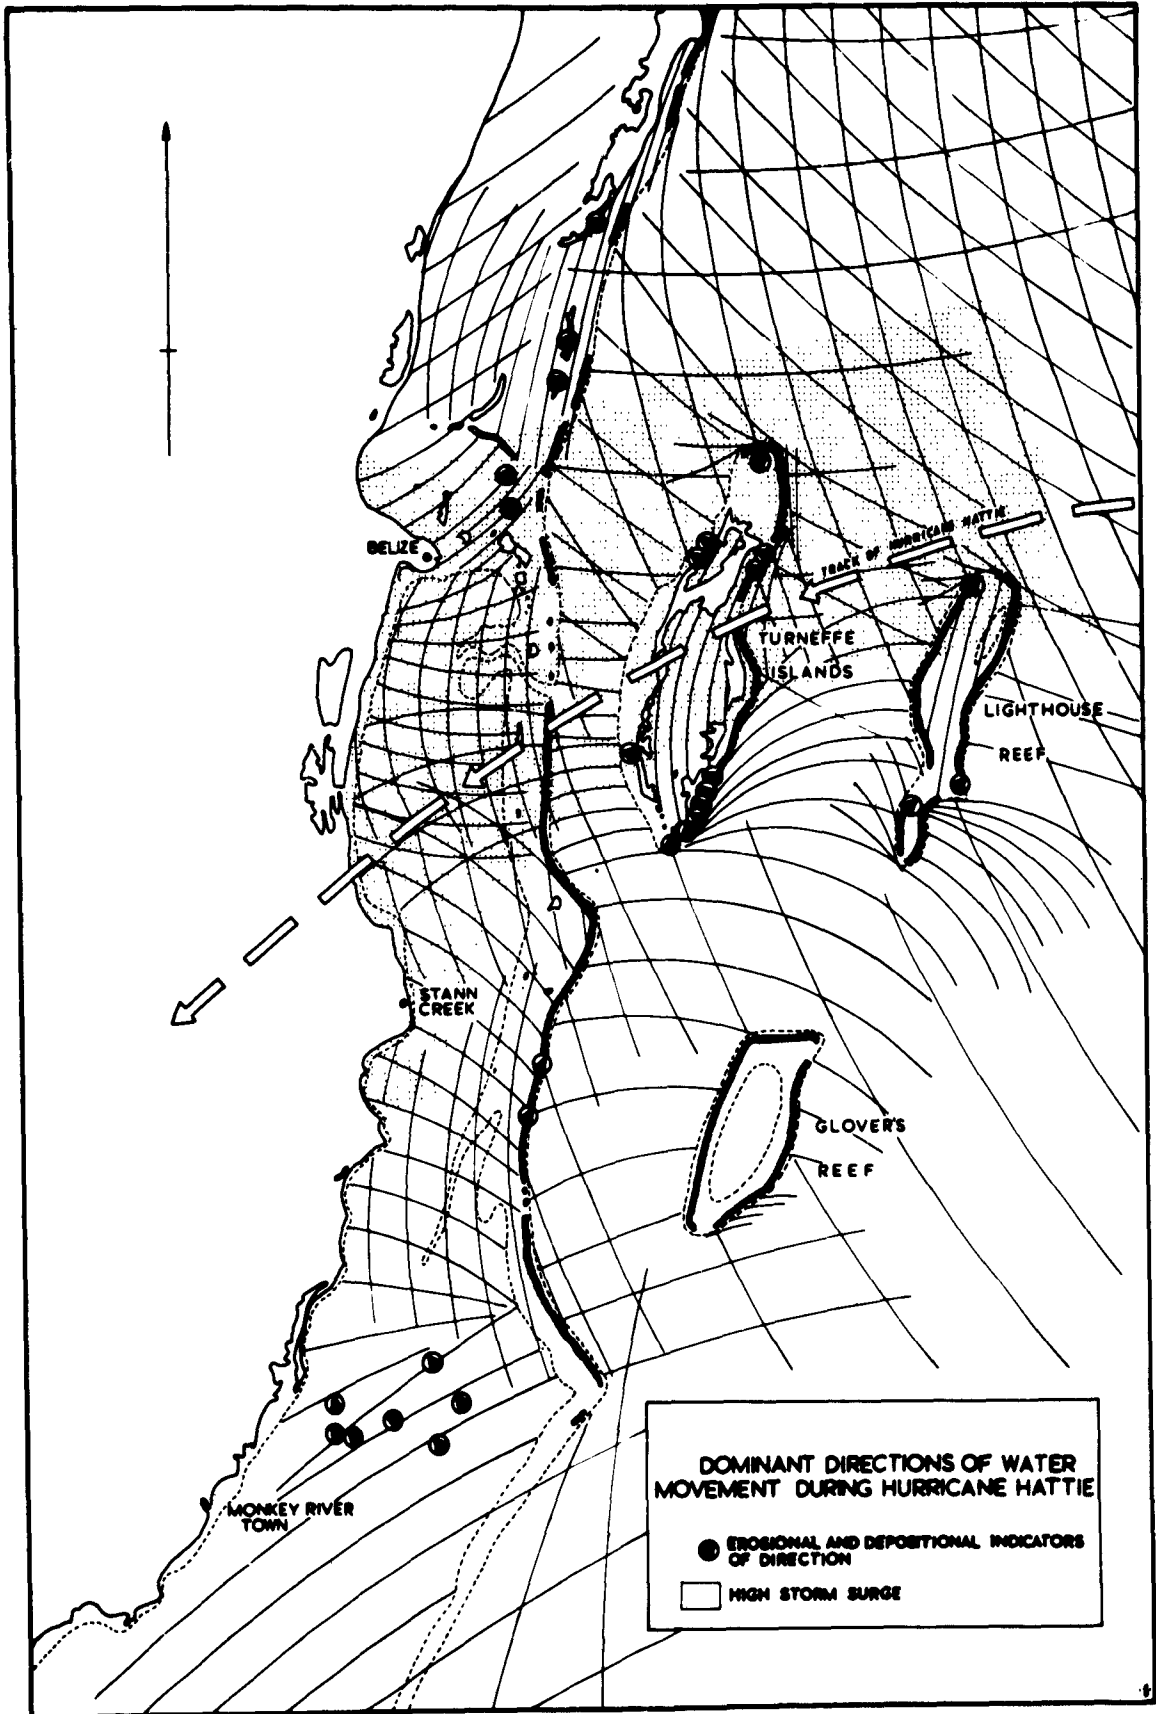 BELIZE
TRACK OF HURRICANE HATTIE
TURNEFFE
ISLANDS
LIGHTHOUSE
REEF
STANN
CREEK
GLOVER'S
REEF
MONKEY RIVER
TOWN
DOMINANT DIRECTIONS OF WATER
MOVEMENT DURING HURRICANE HATTIE
EROSIONAL AND DEPOSITIONAL INDICATORS
OF DIRECTION
HIGH STORM SURGE